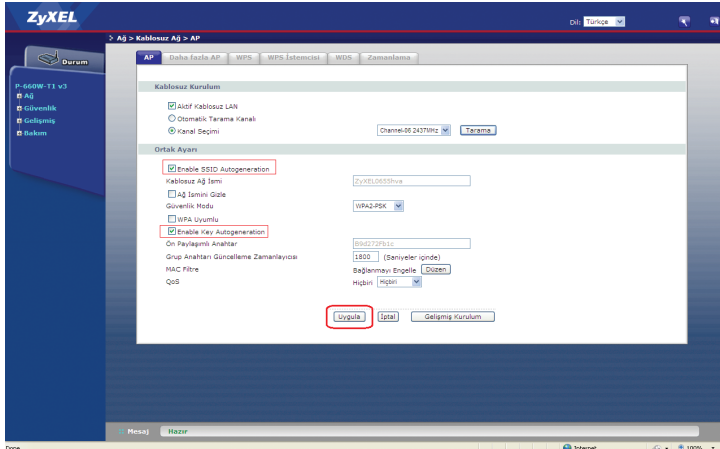 ZyXEL
Dil: Türkçe
Ağ > Kablosuz Ağ > AP
Durum
AP Daha fazla AP WPS WPS İstemcisi WDS Zamanlama
P-660W-T1 v3
Ağ
Güvenlik
Gelişmiş
Bakım
Kablosuz Kurulum
Aktif Kablosuz LAN
Otomatik Tarama Kanalı
Kanal Seçimi Channel-06 2437MHz Tarama
Ortak Ayarı
Enable SSID Autogeneration
Kablosuz Ağ İsmi ZyXEL0655hva
Ağ İsmini Gizle
Güvenlik Modu WPA2-PSK
WPA Uyumlu
Enable Key Autogeneration
Ön Paylaşımlı Anahtar B9d272Fb1c
Grup Anahtarı Güncelleme Zamanlayıcısı 1800 (Saniyeler içinde)
MAC Filtre Bağlanmayı Engelle Düzen
QoS Hiçbiri Hiçbiri
Uygula İptal Gelişmiş Kurulum
Mesaj Hazır
Done Internet 100%